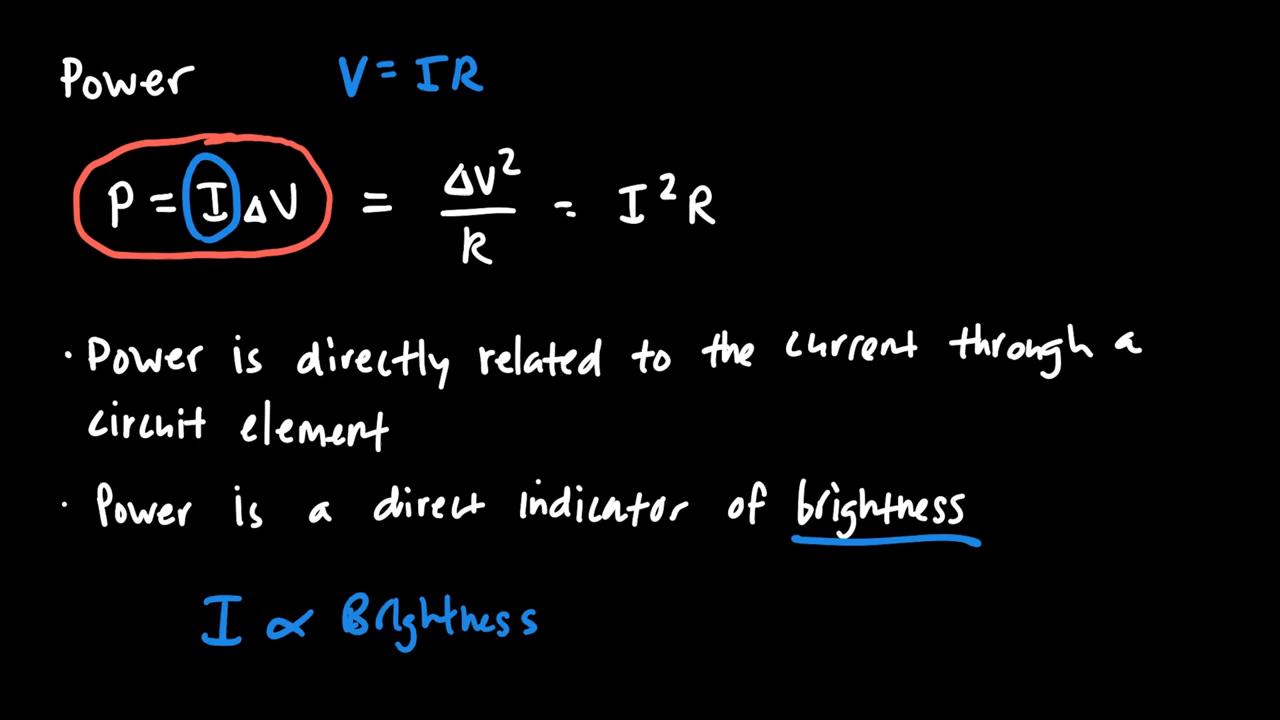 Power V = IR
P = IΔV = ΔV²/R = I²R
· Power is directly related to the current through a
circuit element
· Power is a direct indicator of brightness
I ∝ Brightness